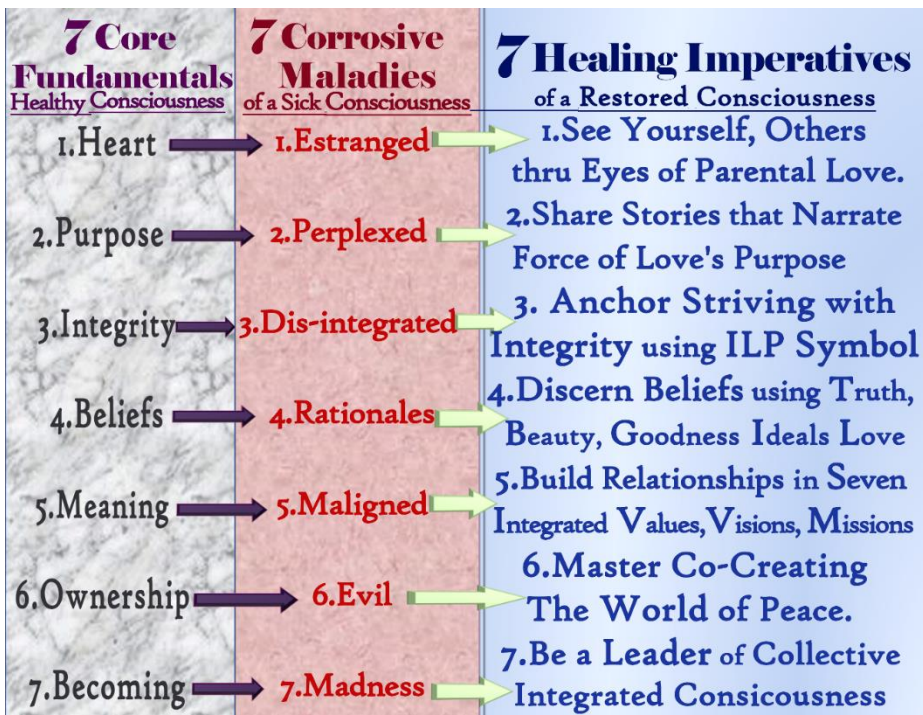 7 Core
Fundamentals
Healthy Consciousness
1.Heart
2.Purpose
3.Integrity
4.Beliefs
5.Meaning
6.Ownership
7.Becoming
7 Corrosive
Maladies
of a Sick Consciousness
1.Estranged
2.Perplexed
3.Dis-integrated
4.Rationales
5.Maligned
6.Evil
7.Madness
7 Healing Imperatives
of a Restored Consciousness
1.See Yourself, Others
thru Eyes of Parental Love.
2.Share Stories that Narrate
Force of Love's Purpose
3. Anchor Striving with
Integrity using ILP Symbol
4.Discern Beliefs using Truth,
Beauty, Goodness Ideals Love
5.Build Relationships in Seven
Integrated Values, Visions, Missions
6.Master Co-Creating
The World of Peace.
7.Be a Leader of Collective
Integrated Consicousness